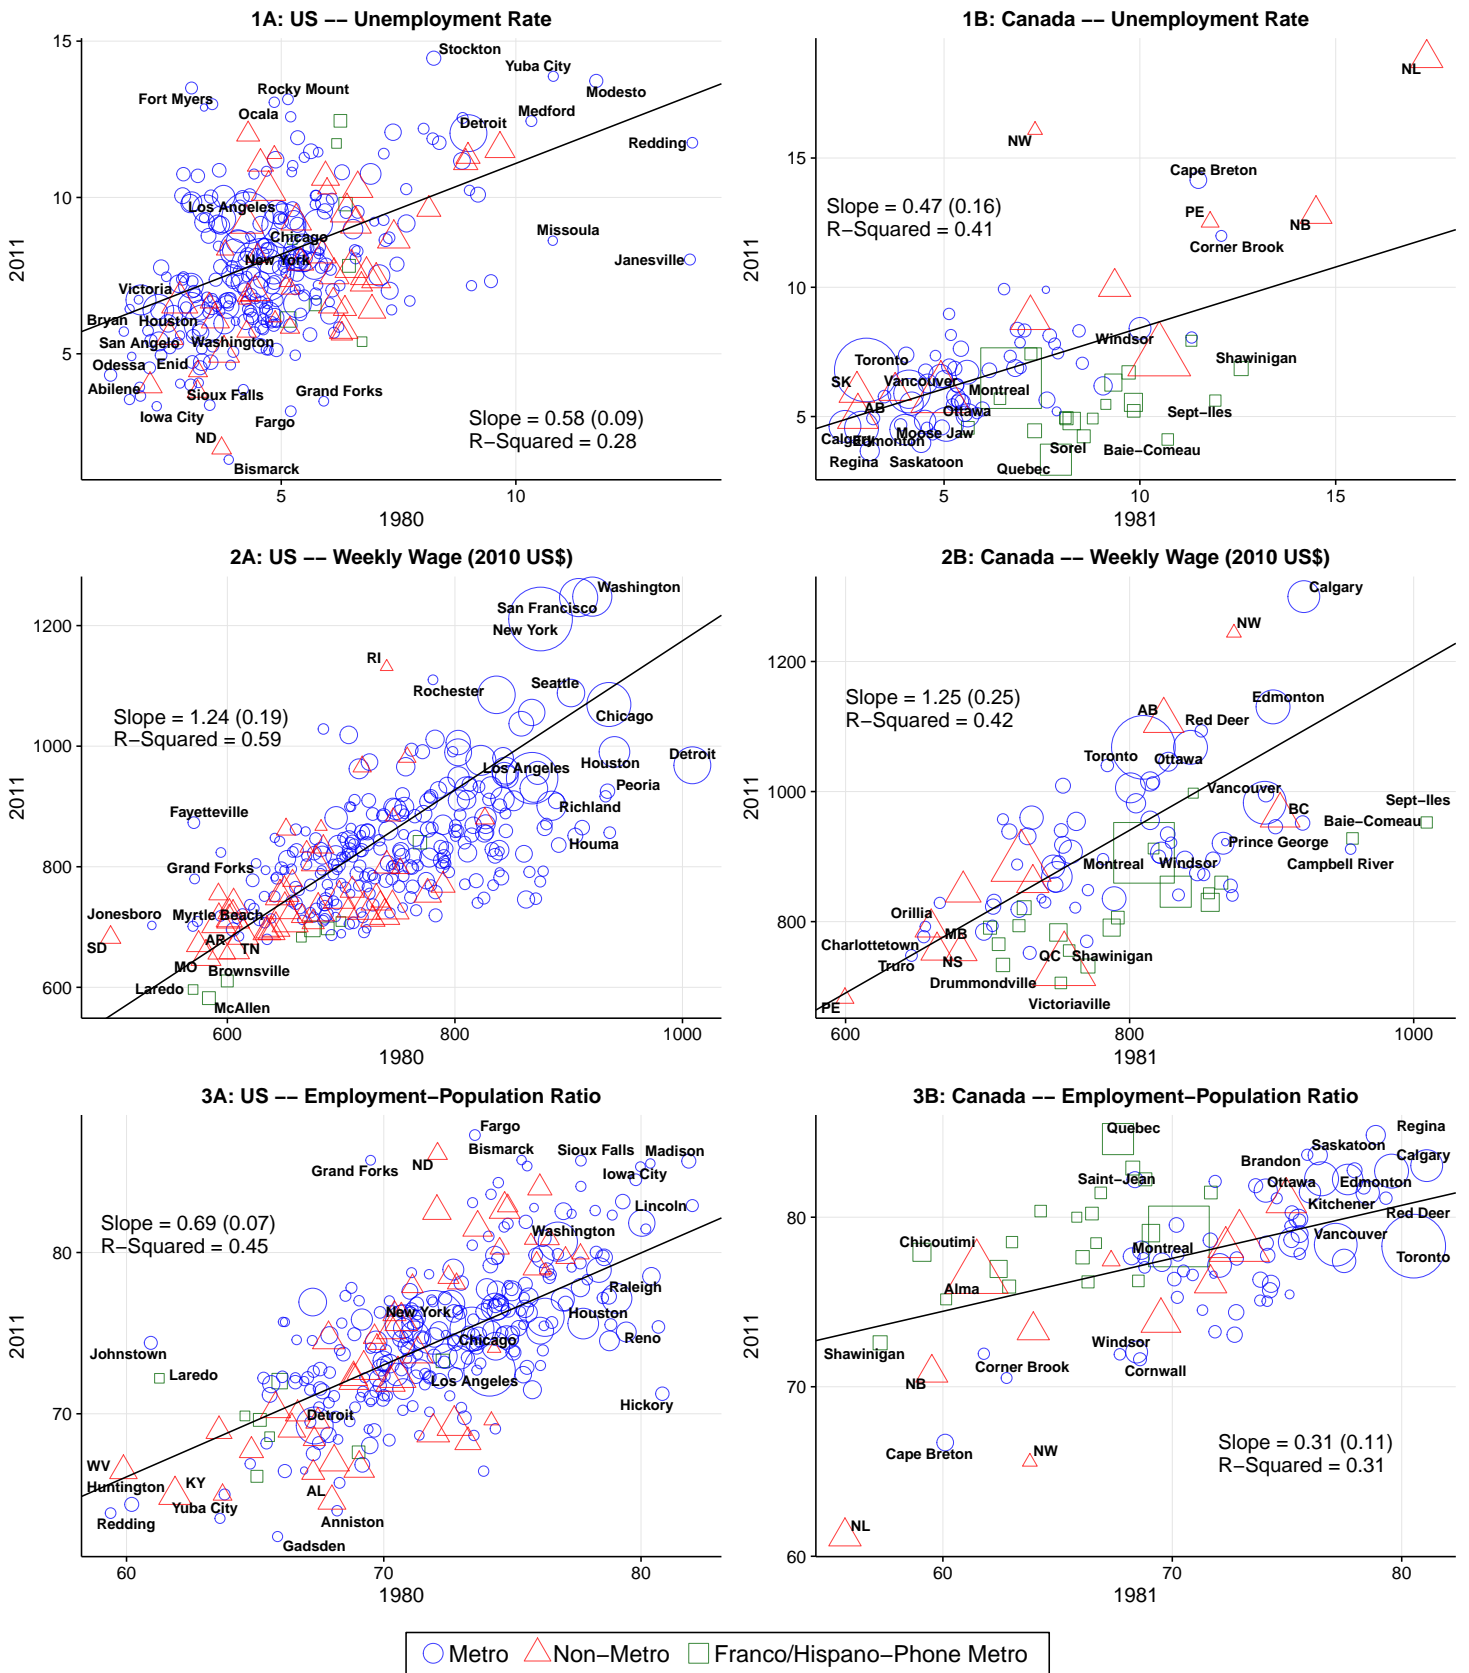 1A: US –– Unemployment Rate
15
10
5
2011
5
10
1980
Stockton
Yuba City
Modesto
Fort Myers
Rocky Mount
Ocala
Medford
Detroit
Redding
Los Angeles
Chicago
New York
Missoula
Janesville
Victoria
Bryan
Houston
San Angelo
Washington
Odessa
Enid
Abilene
Sioux Falls
Grand Forks
Iowa City
Fargo
ND
Bismarck
Slope = 0.58 (0.09)
R−Squared = 0.28
1B: Canada –– Unemployment Rate
15
10
5
2011
5
10
15
1981
NL
NW
Cape Breton
Slope = 0.47 (0.16)
R−Squared = 0.41
PE
NB
Corner Brook
Windsor
Toronto
Shawinigan
SK
Vancouver
Montreal
AB
Ottawa
Sept−Iles
Calgary
Edmonton
Moose Jaw
Sorel
Baie−Comeau
Regina
Saskatoon
Quebec
2A: US –– Weekly Wage (2010 US$)
1200
1000
800
600
2011
600
800
1000
1980
Washington
San Francisco
New York
RI
Rochester
Seattle
Chicago
Slope = 1.24 (0.19)
R−Squared = 0.59
Detroit
Houston
Los Angeles
Peoria
Richland
Fayetteville
Houma
Grand Forks
Jonesboro
Myrtle Beach
SD
AR
TN
MO
Brownsville
Laredo
McAllen
2B: Canada –– Weekly Wage (2010 US$)
1200
1000
800
2011
600
800
1000
1981
Calgary
NW
Slope = 1.25 (0.25)
R−Squared = 0.42
Edmonton
AB
Red Deer
Toronto
Ottawa
Vancouver
BC
Sept−Iles
Baie−Comeau
Prince George
Montreal
Windsor
Campbell River
Orillia
MB
Charlottetown
Truro
NS
QC
Shawinigan
Drummondville
Victoriaville
PE
3A: US –– Employment−Population Ratio
80
70
2011
60
70
80
1980
Fargo
Bismarck
Sioux Falls
Madison
Grand Forks
ND
Iowa City
Lincoln
Slope = 0.69 (0.07)
R−Squared = 0.45
Washington
Raleigh
New York
Houston
Chicago
Reno
Johnstown
Laredo
Los Angeles
Hickory
Detroit
WV
Huntington
KY
Yuba City
AL
Redding
Anniston
Gadsden
3B: Canada –– Employment−Population Ratio
80
70
60
2011
60
70
80
1981
Quebec
Regina
Saskatoon
Calgary
Brandon
Saint−Jean
Ottawa
Edmonton
Kitchener
Red Deer
Chicoutimi
Vancouver
Montreal
Toronto
Alma
Shawinigan
Windsor
Corner Brook
Cornwall
NB
Cape Breton
NW
Slope = 0.31 (0.11)
R−Squared = 0.31
NL
Metro
Non−Metro
Franco/Hispano−Phone Metro